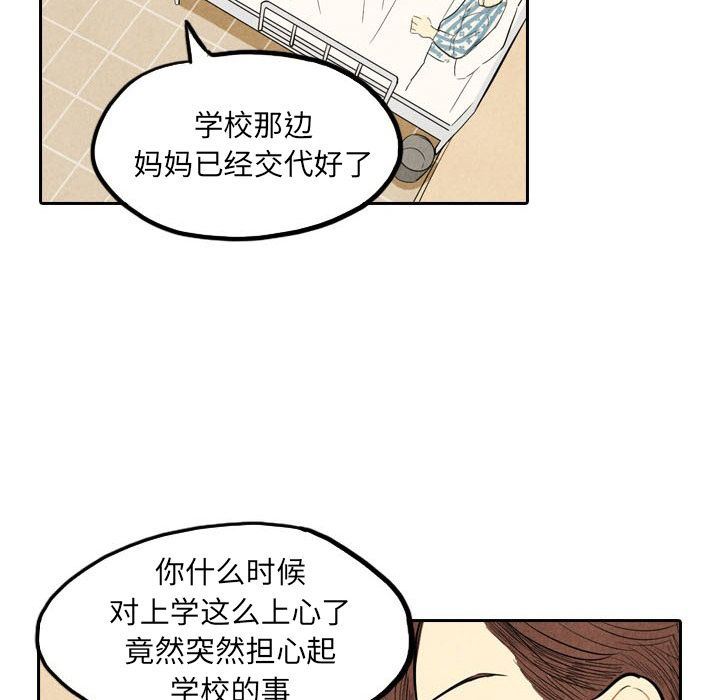 学校那边
妈妈已经交代好了
你什么时候
对上学这么上心了
竟然突然担心起
学校的事